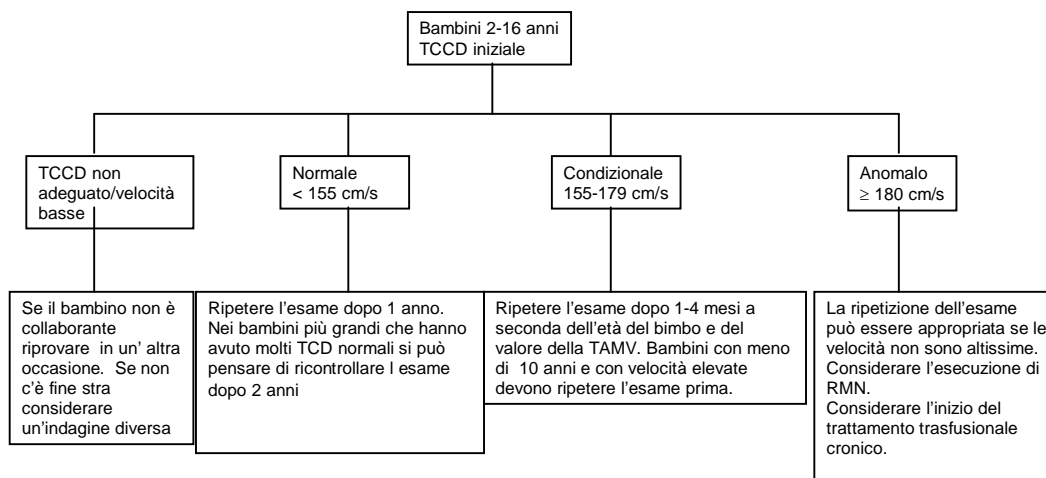 Bambini 2-16 anni
TCCD iniziale
TCCD non
adeguato/velocità
basse
Normale
< 155 cm/s
Condizionale
155-179 cm/s
Anomalo
≥ 180 cm/s
Se il bambino non è
collaborante
riprovare in un' altra
occasione. Se non
c'è fine stra
considerare
un'indagine diversa
Ripetere l'esame dopo 1 anno.
Nei bambini più grandi che hanno
avuto molti TCD normali si può
pensare di ricontrollare l esame
dopo 2 anni
Ripetere l'esame dopo 1-4 mesi a
seconda dell'età del bimbo e del
valore della TAMV. Bambini con meno
di 10 anni e con velocità elevate
devono ripetere l'esame prima.
La ripetizione dell'esame
può essere appropriata se le
velocità non sono altissime.
Considerare l'esecuzione di
RMN.
Considerare l'inizio del
trattamento trasfusionale
cronico.